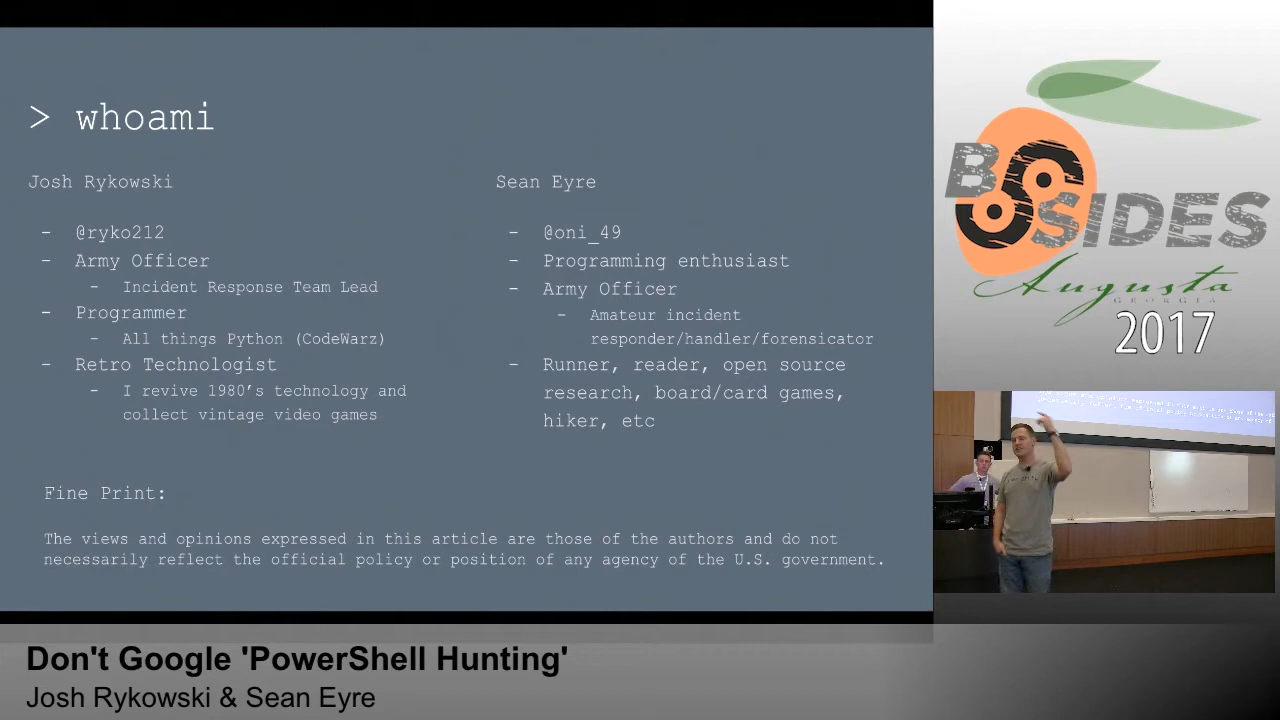 > whoami
Josh Rykowski
- @ryko212
- Army Officer
- Incident Response Team Lead
- Programmer
- All things Python (CodeWarz)
- Retro Technologist
- I revive 1980's technology and
collect vintage video games
Sean Eyre
- @oni_49
- Programming enthusiast
- Army Officer
- Amateur incident
responder/handler/forensicator
- Runner, reader, open source
research, board/card games,
hiker, etc
Fine Print:
The views and opinions expressed in this article are those of the authors and do not
necessarily reflect the official policy or position of any agency of the U.S. government.
BSIDES
Augusta
GEORGIA
2017
Don't Google 'PowerShell Hunting'
Josh Rykowski & Sean Eyre